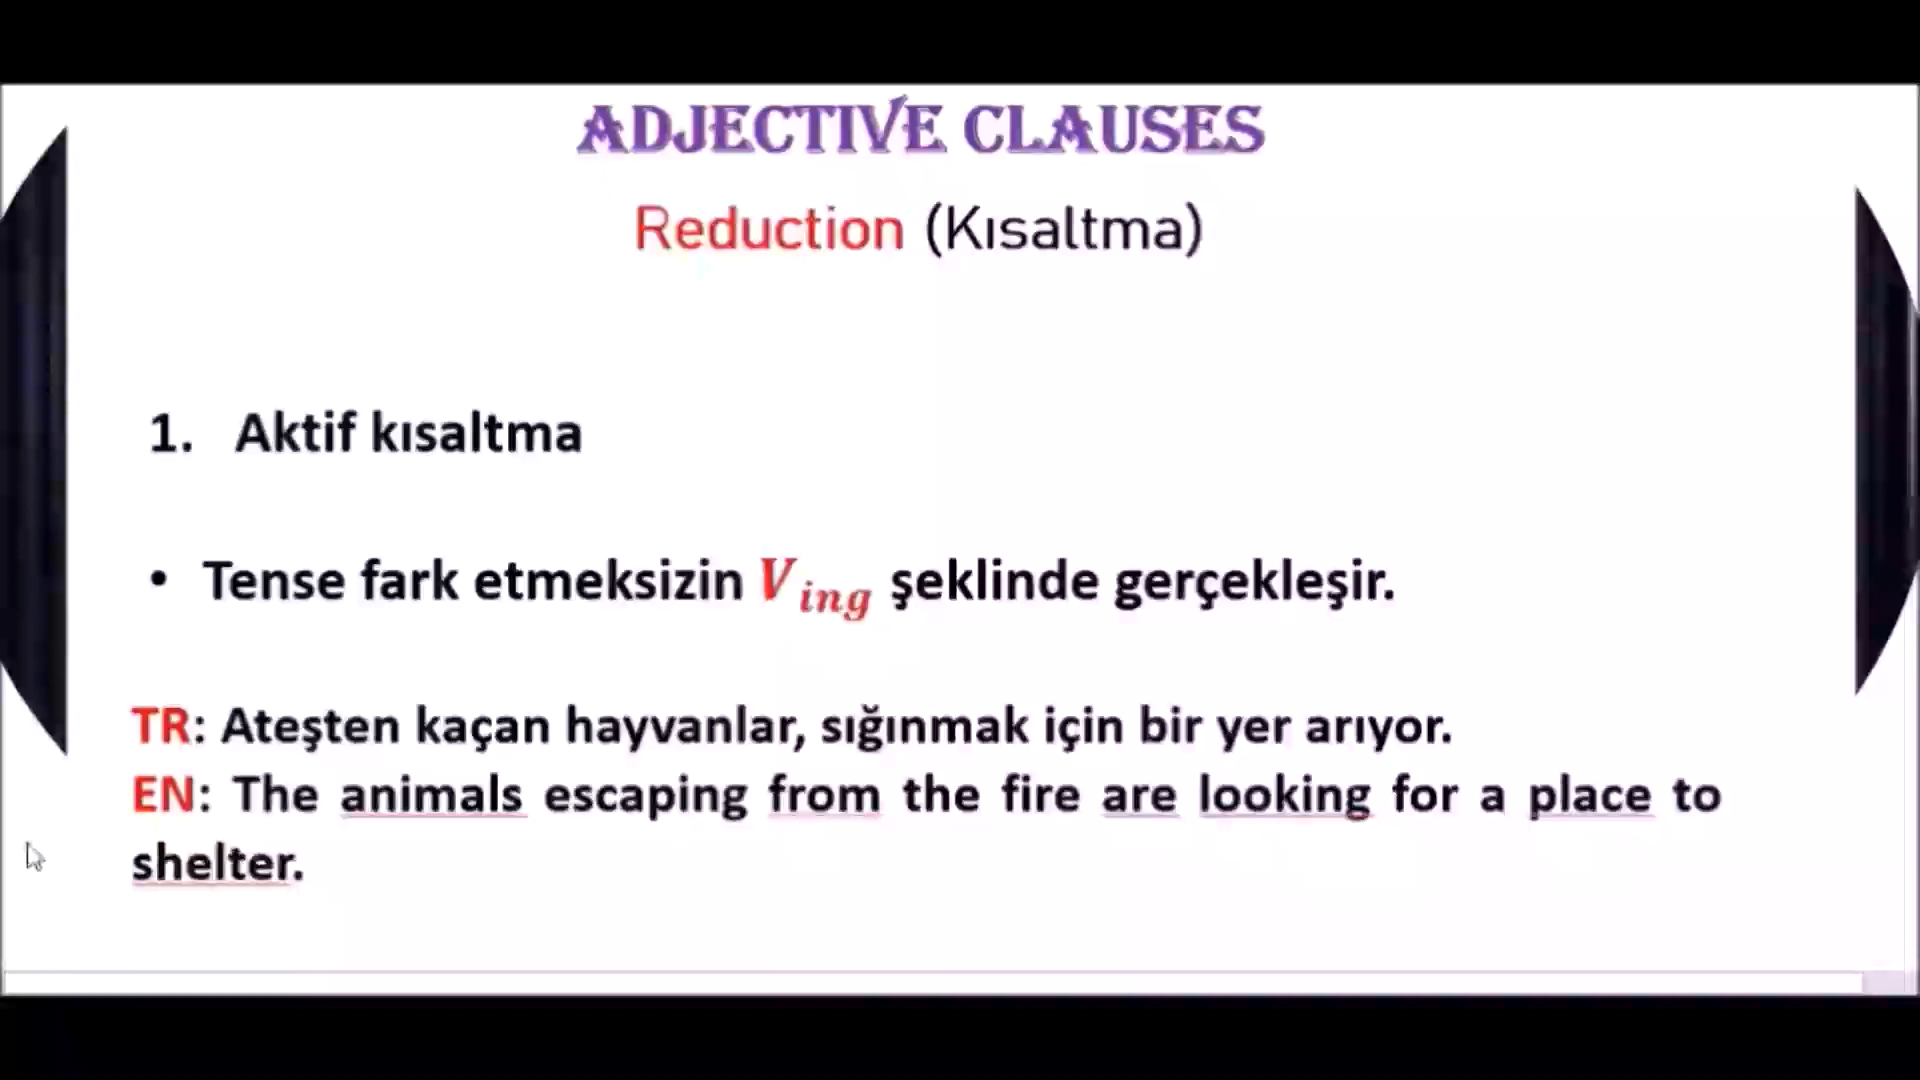 ADJECTIVE CLAUSES
Reduction (Kısaltma)
1. Aktif kısaltma
• Tense fark etmeksizin V ing şeklinde gerçekleşir.
TR: Ateşten kaçan hayvanlar, sığınmak için bir yer arıyor.
EN: The animals escaping from the fire are looking for a place to
shelter.